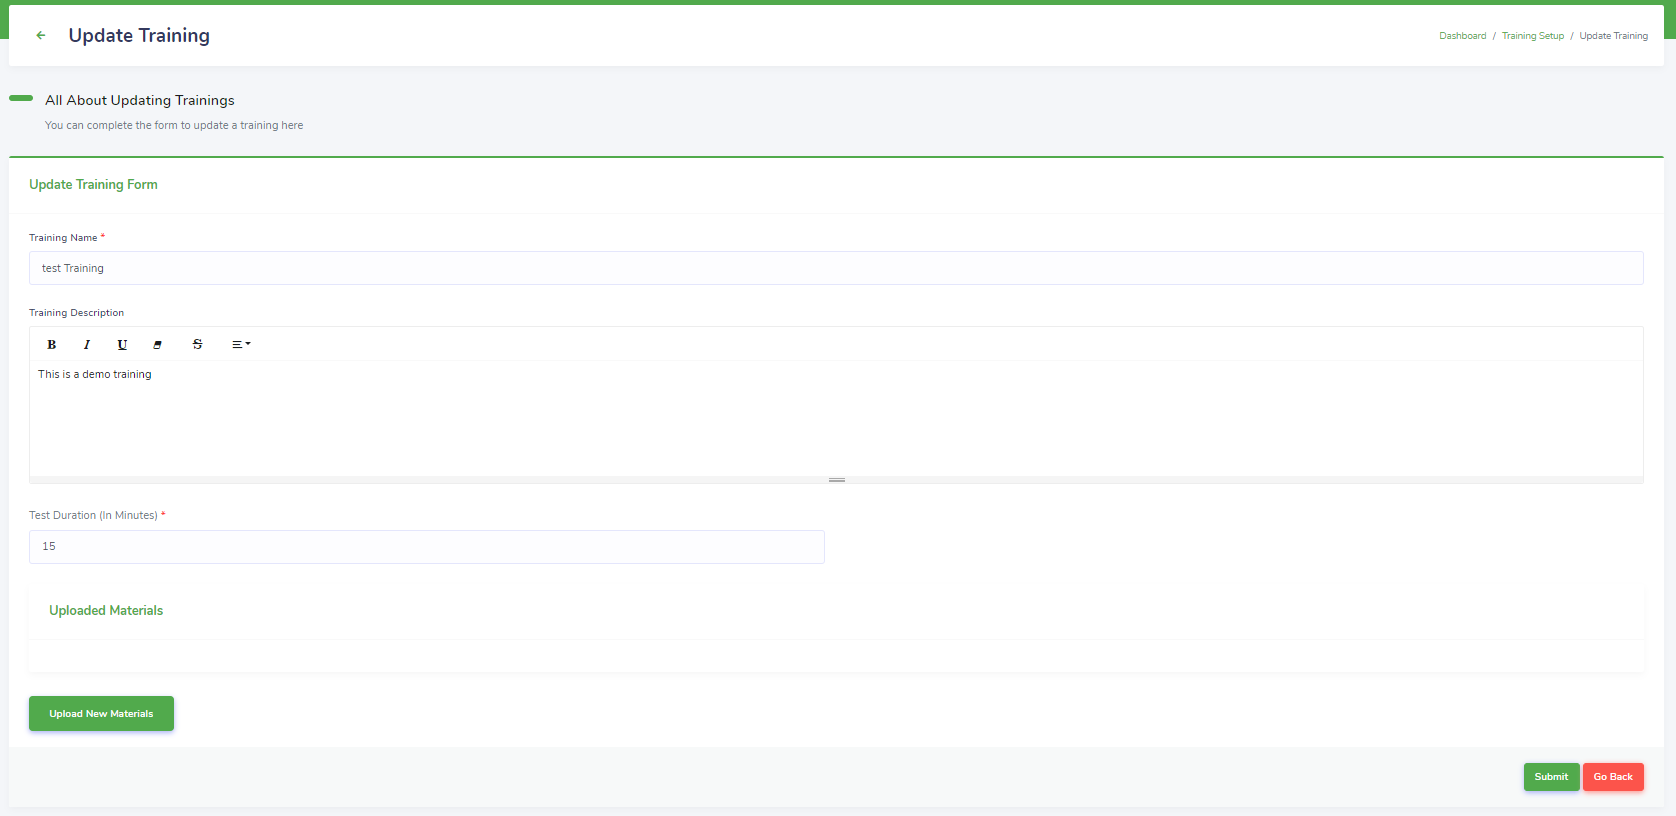 Update Training
Dashboard / Training Setup / Update Training
All About Updating Trainings
You can complete the form to update a training here
Update Training Form
Training Name *
test Training
Training Description
B I U S
This is a demo training
Test Duration (In Minutes) *
15
Uploaded Materials
Upload New Materials
Submit Go Back